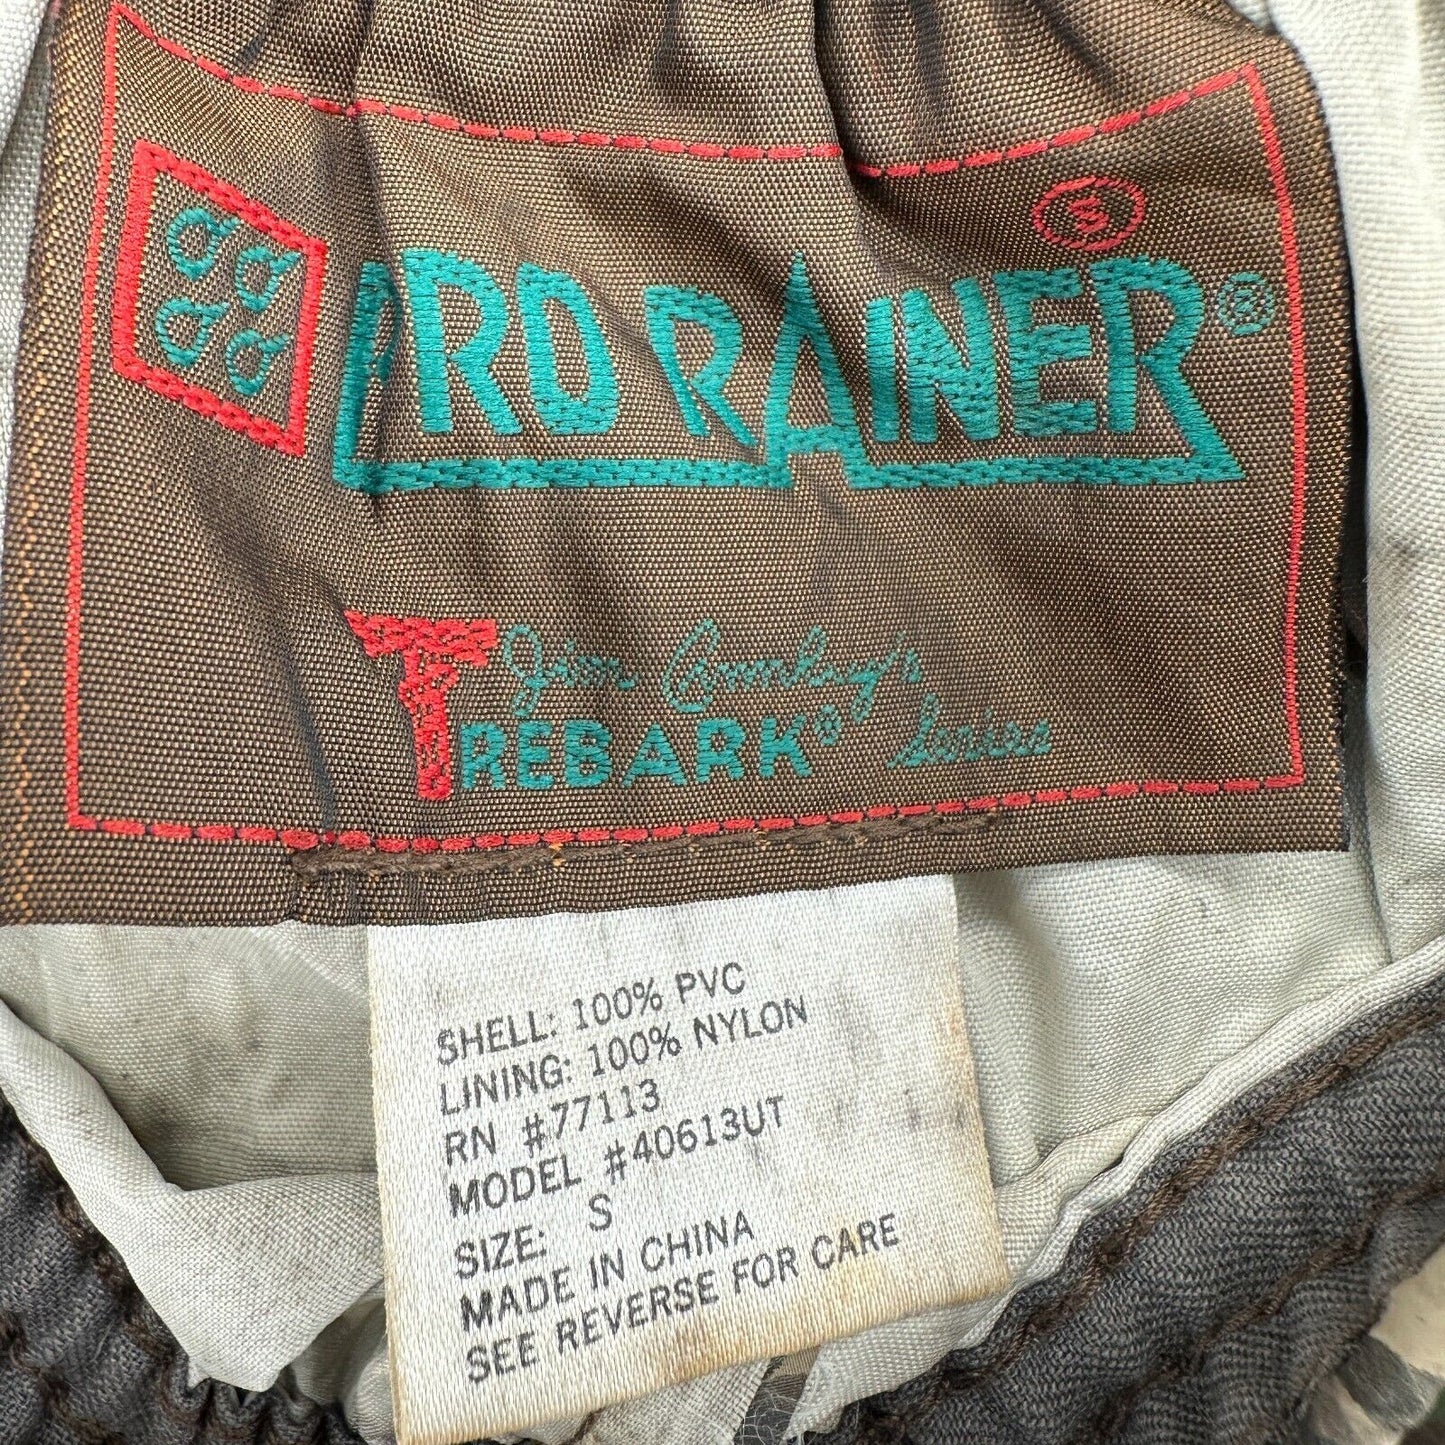 S
PRO RAINER®
Jim Crumley's
TREBARK® Series
SHELL: 100% PVC
LINING: 100% NYLON
RN #77113
MODEL #40613UT
SIZE: S
MADE IN CHINA
SEE REVERSE FOR CARE